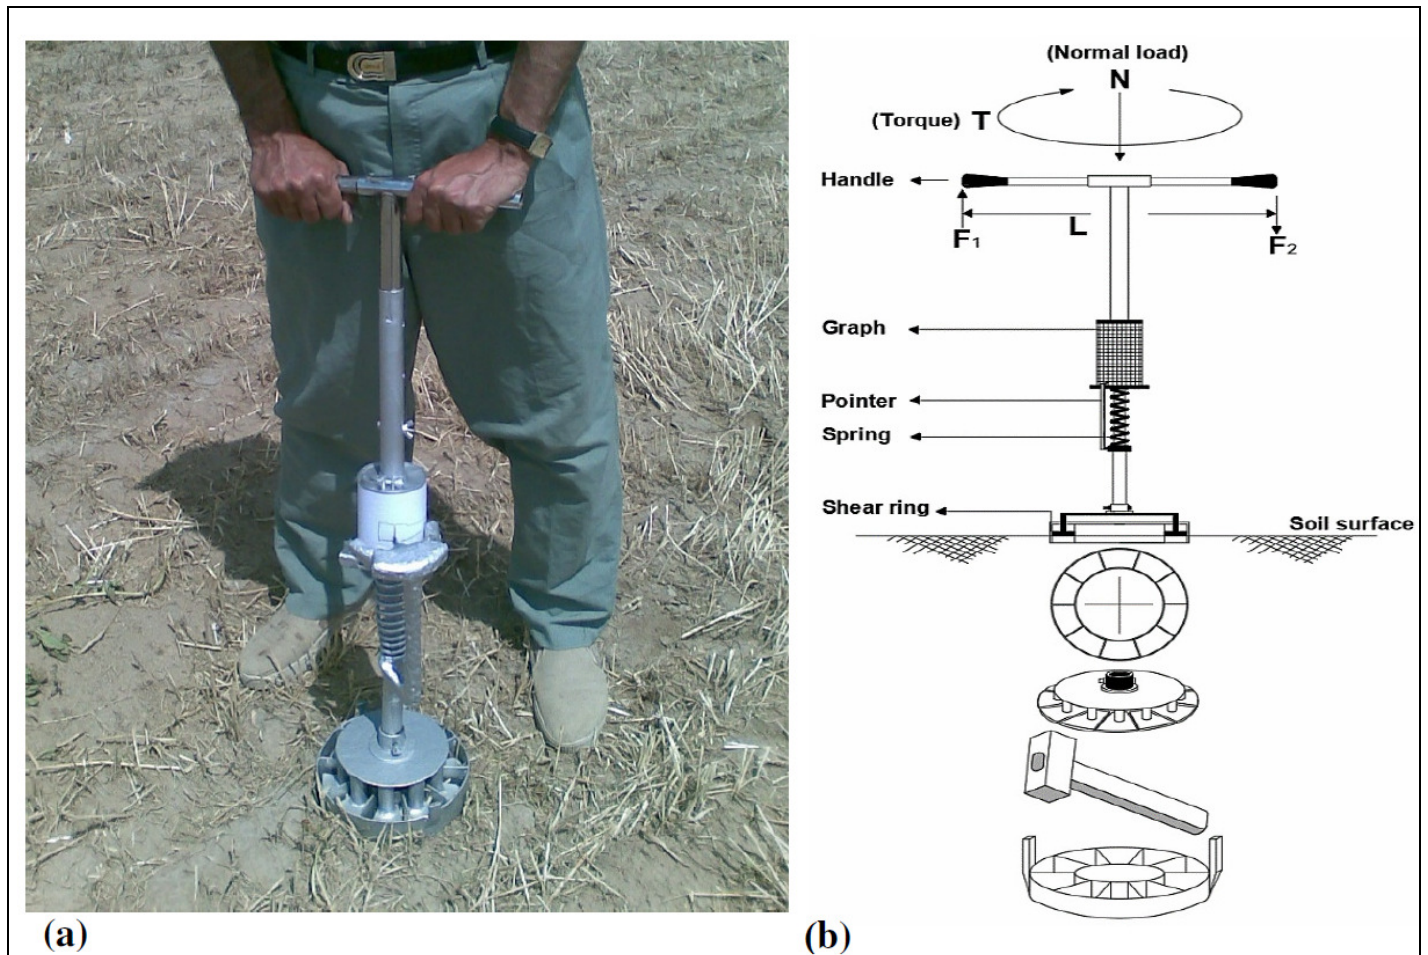 (Normal load)
N
(Torque) T
Handle
L
F1
F2
Graph
Pointer
Spring
Shear ring
Soil surface
(a)
(b)